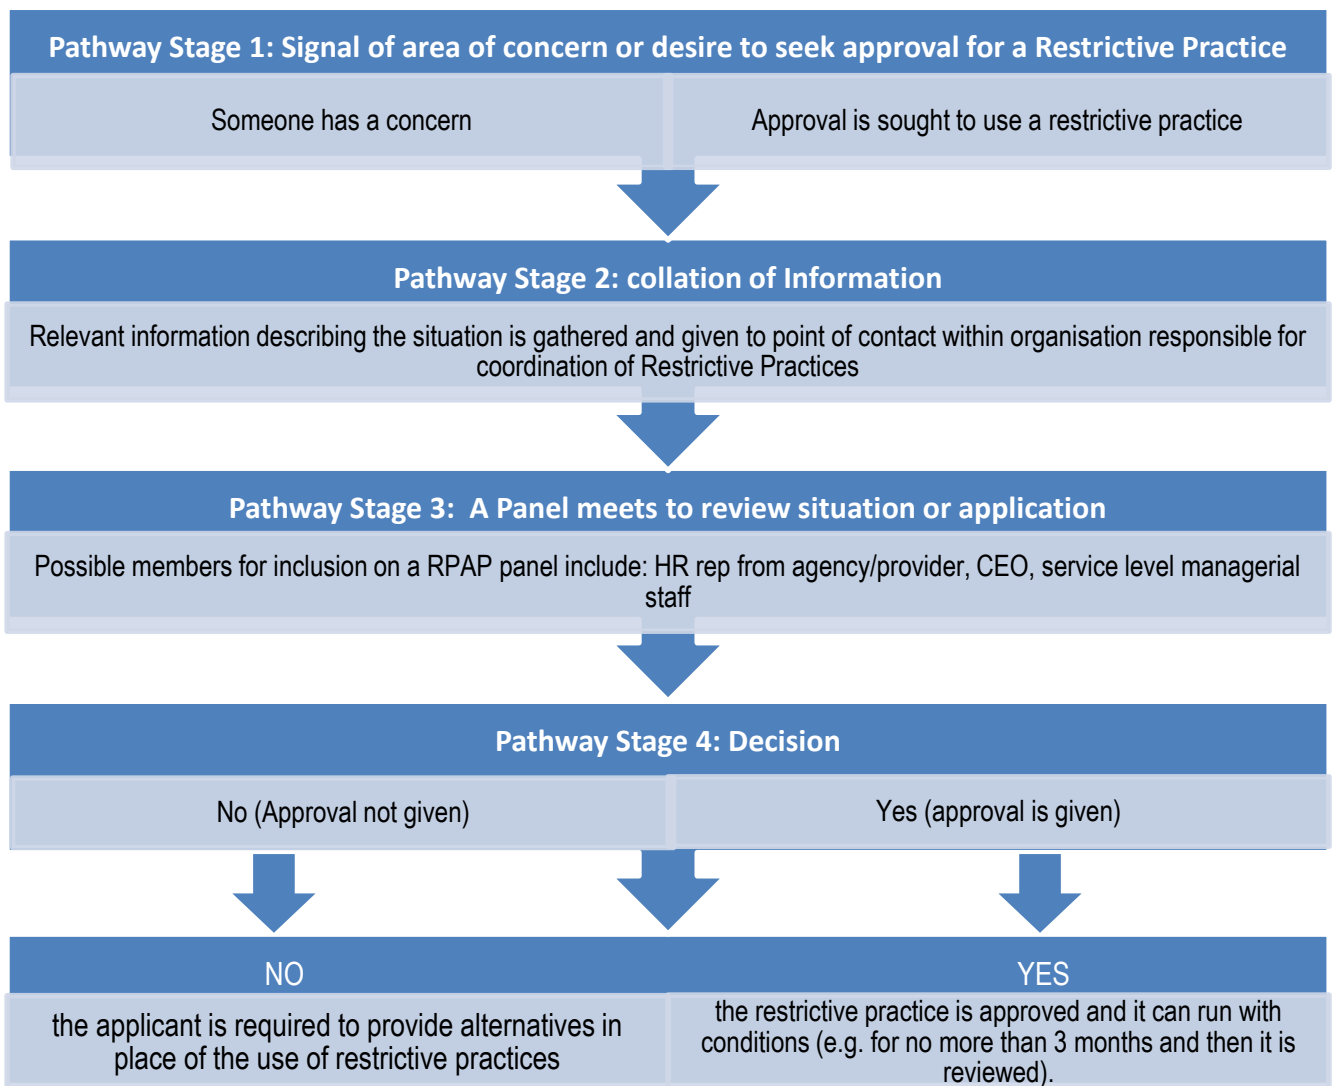 Pathway Stage 1: Signal of area of concern or desire to seek approval for a Restrictive Practice
Someone has a concern
Approval is sought to use a restrictive practice
Pathway Stage 2: collation of Information
Relevant information describing the situation is gathered and given to point of contact within organisation responsible for
coordination of Restrictive Practices
Pathway Stage 3:  A Panel meets to review situation or application
Possible members for inclusion on a RPAP panel include: HR rep from agency/provider, CEO, service level managerial
staff
Pathway Stage 4: Decision
No (Approval not given)
Yes (approval is given)
NO
the applicant is required to provide alternatives in
place of the use of restrictive practices
YES
the restrictive practice is approved and it can run with
conditions (e.g. for no more than 3 months and then it is
reviewed).